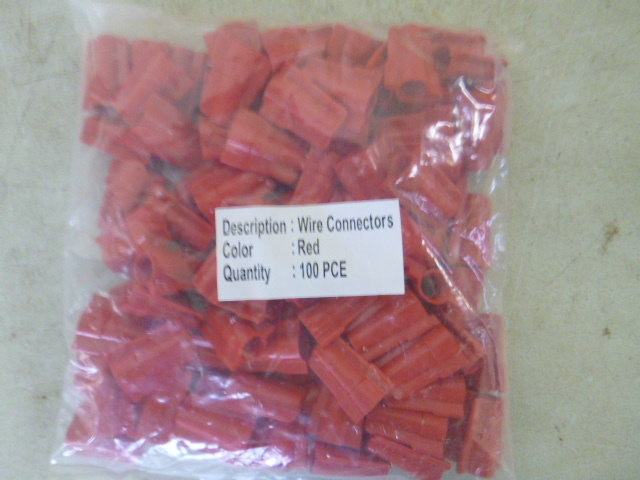 Description : Wire Connectors
Color : Red
Quantity : 100 PCE